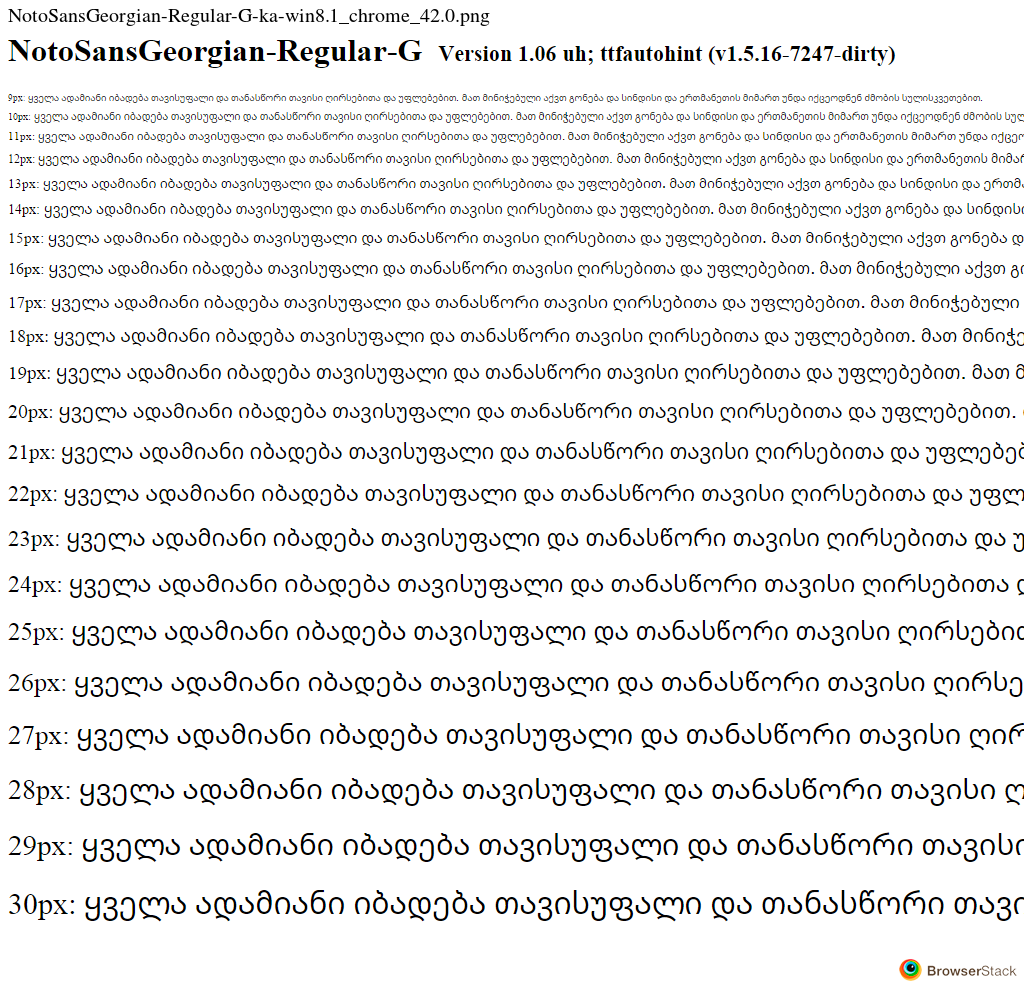 NotoSansGeorgian-Regular-G-ka-win8.1_chrome_42.0.png
NotoSansGeorgian-Regular-G Version 1.06 uh; ttfautohint (v1.5.16-7247-dirty)
9px: ყველა ადამიანი იბადება თავისუფალი და თანასწორი თავისი ღირსებითა და უფლებებით. მათ მინიჭებული აქვთ გონება და სინდისი და ერთმანეთის მიმართ უნდა იქცეოდნენ ძმობის სულისკვეთებით.
10px: ყველა ადამიანი იბადება თავისუფალი და თანასწორი თავისი ღირსებითა და უფლებებით. მათ მინიჭებული აქვთ გონება და სინდისი და ერთმანეთის მიმართ უნდა იქცეოდნენ ძმობის სულ
11px: ყველა ადამიანი იბადება თავისუფალი და თანასწორი თავისი ღირსებითა და უფლებებით. მათ მინიჭებული აქვთ გონება და სინდისი და ერთმანეთის მიმართ უნდა იქცეო
12px: ყველა ადამიანი იბადება თავისუფალი და თანასწორი თავისი ღირსებითა და უფლებებით. მათ მინიჭებული აქვთ გონება და სინდისი და ერთმანეთის მიმა
13px: ყველა ადამიანი იბადება თავისუფალი და თანასწორი თავისი ღირსებითა და უფლებებით. მათ მინიჭებული აქვთ გონება და სინდისი და ერთმ
14px: ყველა ადამიანი იბადება თავისუფალი და თანასწორი თავისი ღირსებითა და უფლებებით. მათ მინიჭებული აქვთ გონება და სინდისი
15px: ყველა ადამიანი იბადება თავისუფალი და თანასწორი თავისი ღირსებითა და უფლებებით. მათ მინიჭებული აქვთ გონება დ
16px: ყველა ადამიანი იბადება თავისუფალი და თანასწორი თავისი ღირსებითა და უფლებებით. მათ მინიჭებული აქვთ გ
17px: ყველა ადამიანი იბადება თავისუფალი და თანასწორი თავისი ღირსებითა და უფლებებით. მათ მინიჭებული
18px: ყველა ადამიანი იბადება თავისუფალი და თანასწორი თავისი ღირსებითა და უფლებებით. მათ მინიჭე
19px: ყველა ადამიანი იბადება თავისუფალი და თანასწორი თავისი ღირსებითა და უფლებებით. მათ მ
20px: ყველა ადამიანი იბადება თავისუფალი და თანასწორი თავისი ღირსებითა და უფლებებით.
21px: ყველა ადამიანი იბადება თავისუფალი და თანასწორი თავისი ღირსებითა და უფლებებ
22px: ყველა ადამიანი იბადება თავისუფალი და თანასწორი თავისი ღირსებითა და უფლ
23px: ყველა ადამიანი იბადება თავისუფალი და თანასწორი თავისი ღირსებითა და უ
24px: ყველა ადამიანი იბადება თავისუფალი და თანასწორი თავისი ღირსებითა
25px: ყველა ადამიანი იბადება თავისუფალი და თანასწორი თავისი ღირსებით
26px: ყველა ადამიანი იბადება თავისუფალი და თანასწორი თავისი ღირსე
27px: ყველა ადამიანი იბადება თავისუფალი და თანასწორი თავისი ღირ
28px: ყველა ადამიანი იბადება თავისუფალი და თანასწორი თავისი ღ
29px: ყველა ადამიანი იბადება თავისუფალი და თანასწორი თავისი
30px: ყველა ადამიანი იბადება თავისუფალი და თანასწორი თავი
BrowserStack